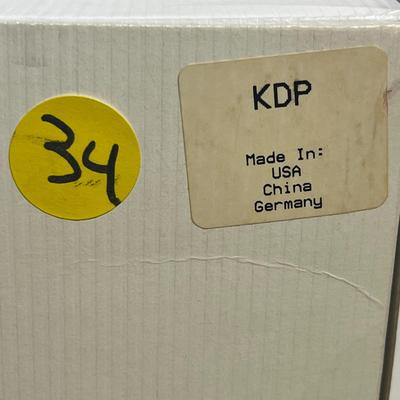 34
KDP
Made In:
USA
China
Germany